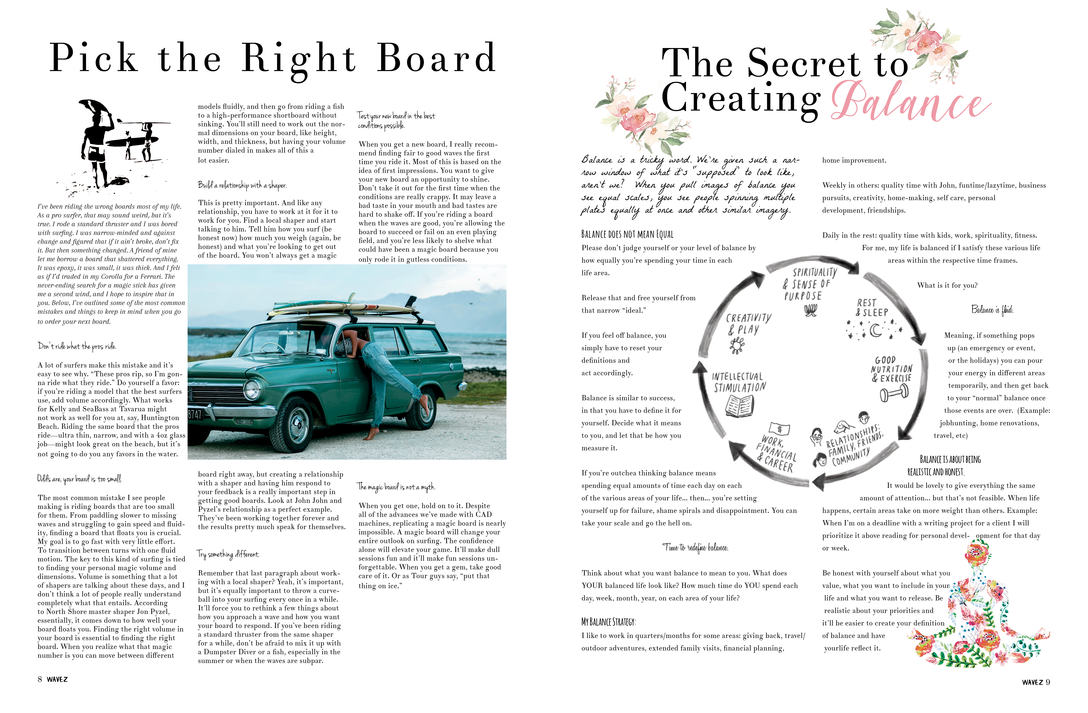 Pick the Right Board
I've been riding the wrong boards most of my life.
As a pro surfer, that may sound weird, but it's
true. I rode a standard thruster and I was bored
with surfing. I was narrow-minded and against
change and figured that if it ain't broke, don't fix
it. But then something changed. A friend of mine
let me borrow a board that shattered everything.
It was epoxy, it was small, it was thick. And I felt
as if I'd traded in my Corolla for a Ferrari. The
never-ending search for a magic stick has given
me a second wind, and I hope to inspire that in
you. Below, I've outlined some of the most common
mistakes and things to keep in mind when you go
to order your next board.
Don't ride what the pros ride.
A lot of surfers make this mistake and it's
easy to see why. "These pros rip, so I'm gon-
na ride what they ride." Do yourself a favor:
if you're riding a model that the best surfers
use, add volume accordingly. What works
for Kelly and SeaBass at Tavarua might
not work as well for you at, say, Huntington
Beach. Riding the same board that the pros
ride—ultra thin, narrow, and with a 4oz glass
job—might look great on the beach, but it's
not going to do you any favors in the water.
Odds are, your board is too small.
The most common mistake I see people
making is riding boards that are too small
for them. From paddling slower to missing
waves and struggling to gain speed and fluid-
ity, finding a board that floats you is crucial.
My goal is to go fast with very little effort.
To transition between turns with one fluid
motion. The key to this kind of surfing is tied
to finding your personal magic volume and
dimensions. Volume is something that a lot
of shapers are talking about these days, and I
don't think a lot of people really understand
completely what that entails. According
to North Shore master shaper Jon Pyzel,
essentially, it comes down to how well your
board floats you. Finding the right volume in
your board is essential to finding the right
board. When you realize what that magic
number is you can move between different
models fluidly, and then go from riding a fish
to a high-performance shortboard without
sinking. You'll still need to work out the nor-
mal dimensions on your board, like height,
width, and thickness, but having your volume
number dialed in makes all of this a
lot easier.
Build a relationship with a shaper.
This is pretty important. And like any
relationship, you have to work at it for it to
work for you. Find a local shaper and start
talking to him. Tell him how you surf (be
honest now) how much you weigh (again, be
honest) and what you're looking to get out
of the board. You won't always get a magic
board right away, but creating a relationship
with a shaper and having him respond to
your feedback is a really important step in
getting good boards. Look at John John and
Pyzel's relationship as a perfect example.
They've been working together forever and
the results pretty much speak for themselves.
Try something different.
Remember that last paragraph about work-
ing with a local shaper? Yeah, it's important,
but it's equally important to throw a curve-
ball into your surfing every once in a while.
It'll force you to rethink a few things about
how you approach a wave and how you want
your board to respond. If you've been riding
a standard thruster from the same shaper
for a while, don't be afraid to mix it up with
a Dumpster Diver or a fish, especially in the
summer or when the waves are subpar.
Test your new board in the best
conditions possible.
When you get a new board, I really recom-
mend finding fair to good waves the first
time you ride it. Most of this is based on the
idea of first impressions. You want to give
your new board an opportunity to shine.
Don't take it out for the first time when the
conditions are really crappy. It may leave a
bad taste in your mouth and bad tastes are
hard to shake off. If you're riding a board
when the waves are good, you're allowing the
board to succeed or fail on an even playing
field, and you're less likely to shelve what
could have been a magic board because you
only rode it in gutless conditions.
8747
The magic board is not a myth.
When you get one, hold on to it. Despite
all of the advances we've made with CAD
machines, replicating a magic board is nearly
impossible. A magic board will change your
entire outlook on surfing. The confidence
alone will elevate your game. It'll make dull
sessions fun and it'll make fun sessions un-
forgettable. When you get a gem, take good
care of it. Or as Tour guys say, "put that
thing on ice."
8 WAVEZ
The Secret to
Creating Balance
Balance is a tricky word. We're given such a nar-
row window of what it's "supposed" to look like,
aren't we? When you pull images of balance you
see equal scales, you see people spinning multiple
plates equally at once and other similar imagery.
Balance does not mean Equal
Please don't judge yourself or your level of balance by
how equally you're spending your time in each
life area.
Release that and free yourself from
that narrow "ideal."
If you feel off balance, you
simply have to reset your
definitions and
act accordingly.
Balance is similar to success,
in that you have to define it for
yourself. Decide what it means
to you, and let that be how you
measure it.
If you're outchea thinking balance means
spending equal amounts of time each day on each
of the various areas of your life... then... you're setting
yourself up for failure, shame spirals and disappointment. You can
take your scale and go the hell on.
*Time to redefine balance.
Think about what you want balance to mean to you. What does
YOUR balanced life look like? How much time do YOU spend each
day, week, month, year, on each area of your life?
My Balance Strategy:
I like to work in quarters/months for some areas: giving back, travel/
outdoor adventures, extended family visits, financial planning,
home improvement.
Weekly in others: quality time with John, funtime/lazytime, business
pursuits, creativity, home-making, self care, personal
development, friendships.
Daily in the rest: quality time with kids, work, spirituality, fitness.
For me, my life is balanced if I satisfy these various life
areas within the respective time frames.
What is it for you?
Balance is fluid.
Meaning, if something pops
up (an emergency or event,
or the holidays) you can pour
your energy in different areas
temporarily, and then get back
to your "normal" balance once
those events are over. (Example:
jobhunting, home renovations,
travel, etc)
Balance is about being
realistic and honest.
It would be lovely to give everything the same
amount of attention... but that's not feasible. When life
happens, certain areas take on more weight than others. Example:
When I'm on a deadline with a writing project for a client I will
prioritize it above reading for personal devel- opment for that day
or week.
Be honest with yourself about what you
value, what you want to include in your
life and what you want to release. Be
realistic about your priorities and
it'll be easier to create your definition
of balance and have
yourlife reflect it.
SPIRITUALITY
& SENSE OF
PURPOSE
REST
& SLEEP
GOOD
NUTRITION
& EXERCISE
RELATIONSHIPS:
FAMILY, FRIENDS,
COMMUNITY
WORK,
FINANCIAL
& CAREER
INTELLECTUAL
STIMULATION
CREATIVITY
& PLAY
WAVEZ 9